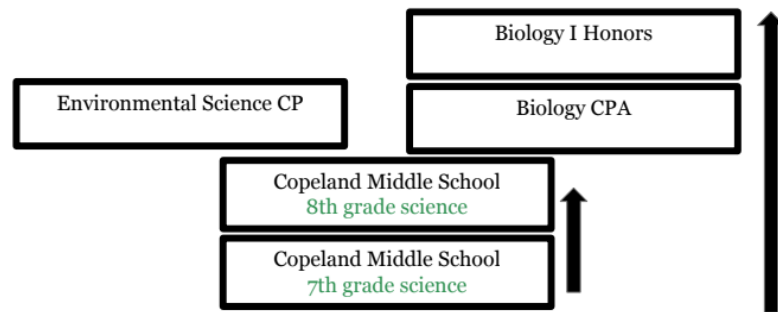 Biology I Honors
Environmental Science CP
Biology CPA
Copeland Middle School
8th grade science
Copeland Middle School
7th grade science